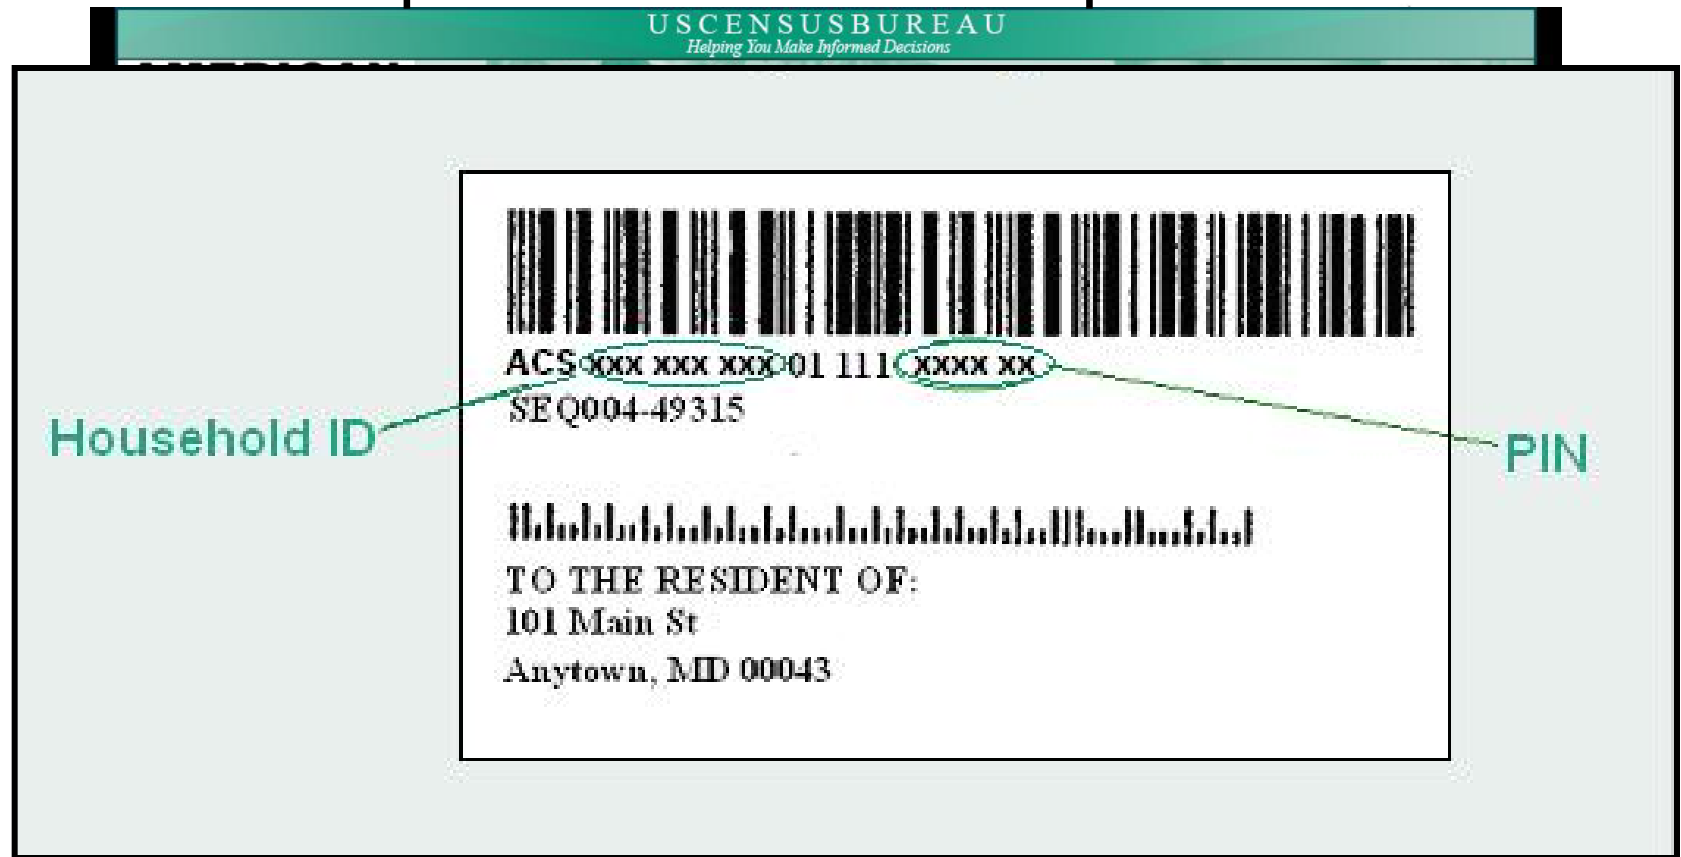 USCENSUSBUREAU
Helping You Make Informed Decisions
AMERICAN
ACS xxx xxx xxx 01 111 xxxx xx
SEQ004-49315
Household ID
PIN
TO THE RESIDENT OF:
101 Main St
Anytown, MD 00043